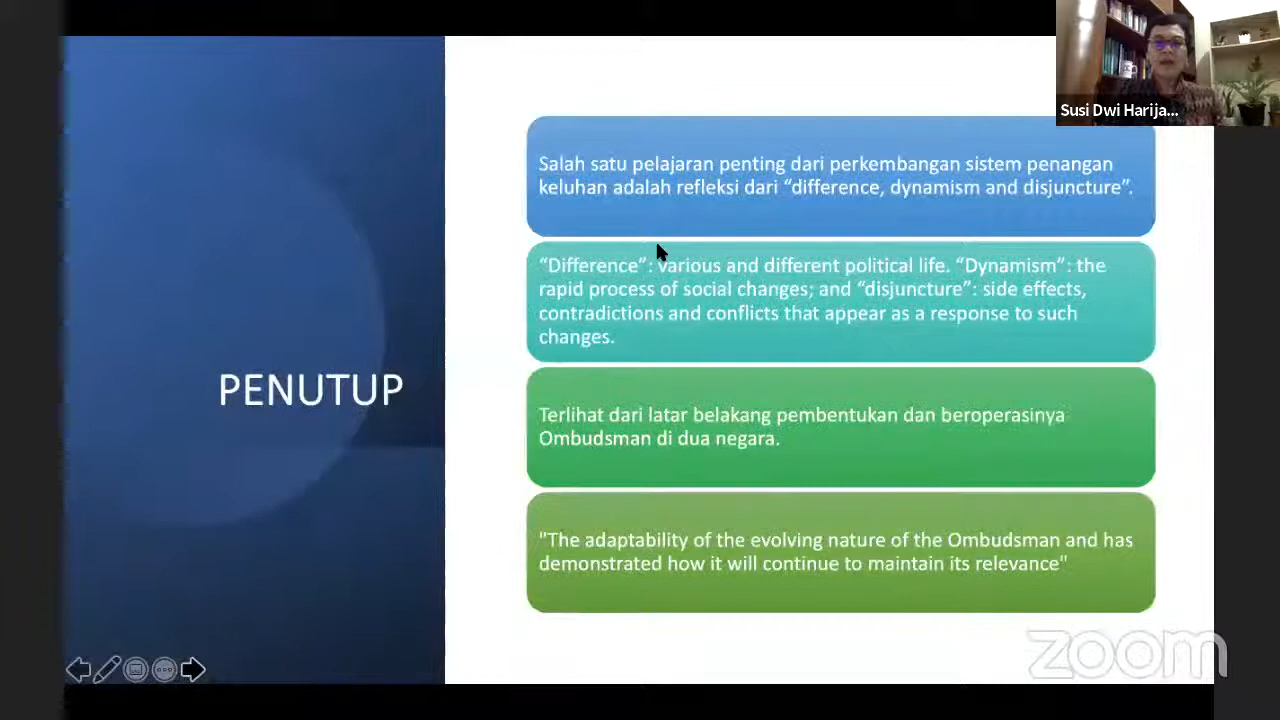 Susi Dwi Harija...
Salah satu pelajaran penting dari perkembangan sistem penangan
keluhan adalah refleksi dari “difference, dynamism and disjuncture”.
“Difference”: various and different political life. “Dynamism”: the
rapid process of social changes; and “disjuncture”: side effects,
contradictions and conflicts that appear as a response to such
changes.
PENUTUP
Terlihat dari latar belakang pembentukan dan beroperasinya
Ombudsman di dua negara.
"The adaptability of the evolving nature of the Ombudsman and has
demonstrated how it will continue to maintain its relevance"
zoom